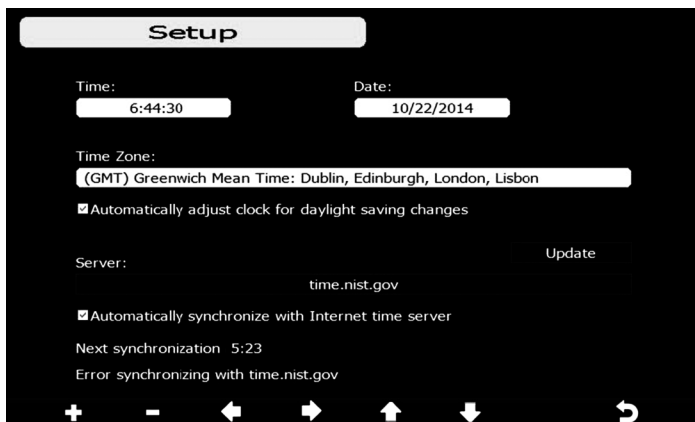 Setup
Time:
6:44:30
Date:
10/22/2014
Time Zone:
(GMT) Greenwich Mean Time: Dublin, Edinburgh, London, Lisbon
Automatically adjust clock for daylight saving changes
Update
Server:
time.nist.gov
Automatically synchronize with Internet time server
Next synchronization 5:23
Error synchronizing with time.nist.gov